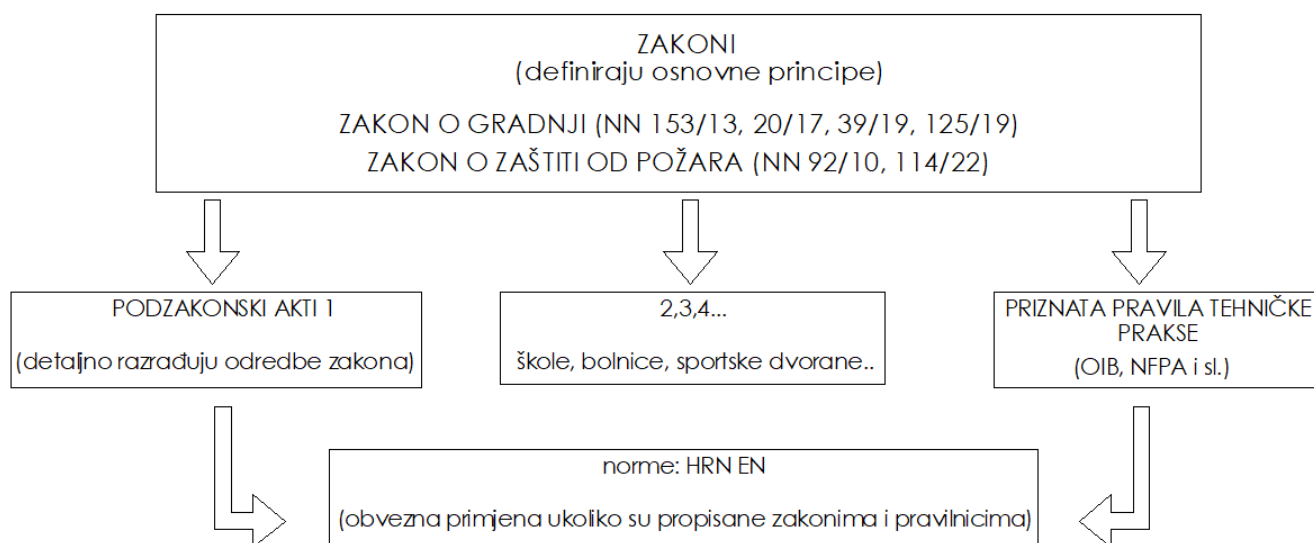 ZAKONI
(definiraju osnovne principe)
ZAKON O GRADNJI (NN 153/13, 20/17, 39/19, 125/19)
ZAKON O ZAŠTITI OD POŽARA (NN 92/10, 114/22)
PODZAKONSKI AKTI 1
(detaljno razrađuju odredbe zakona)
2,3,4...
škole, bolnice, sportske dvorane..
PRIZNATA PRAVILA TEHNIČKE
PRAKSE
(OIB, NFPA i sl.)
norme: HRN EN
(obvezna primjena ukoliko su propisane zakonima i pravilnicima)